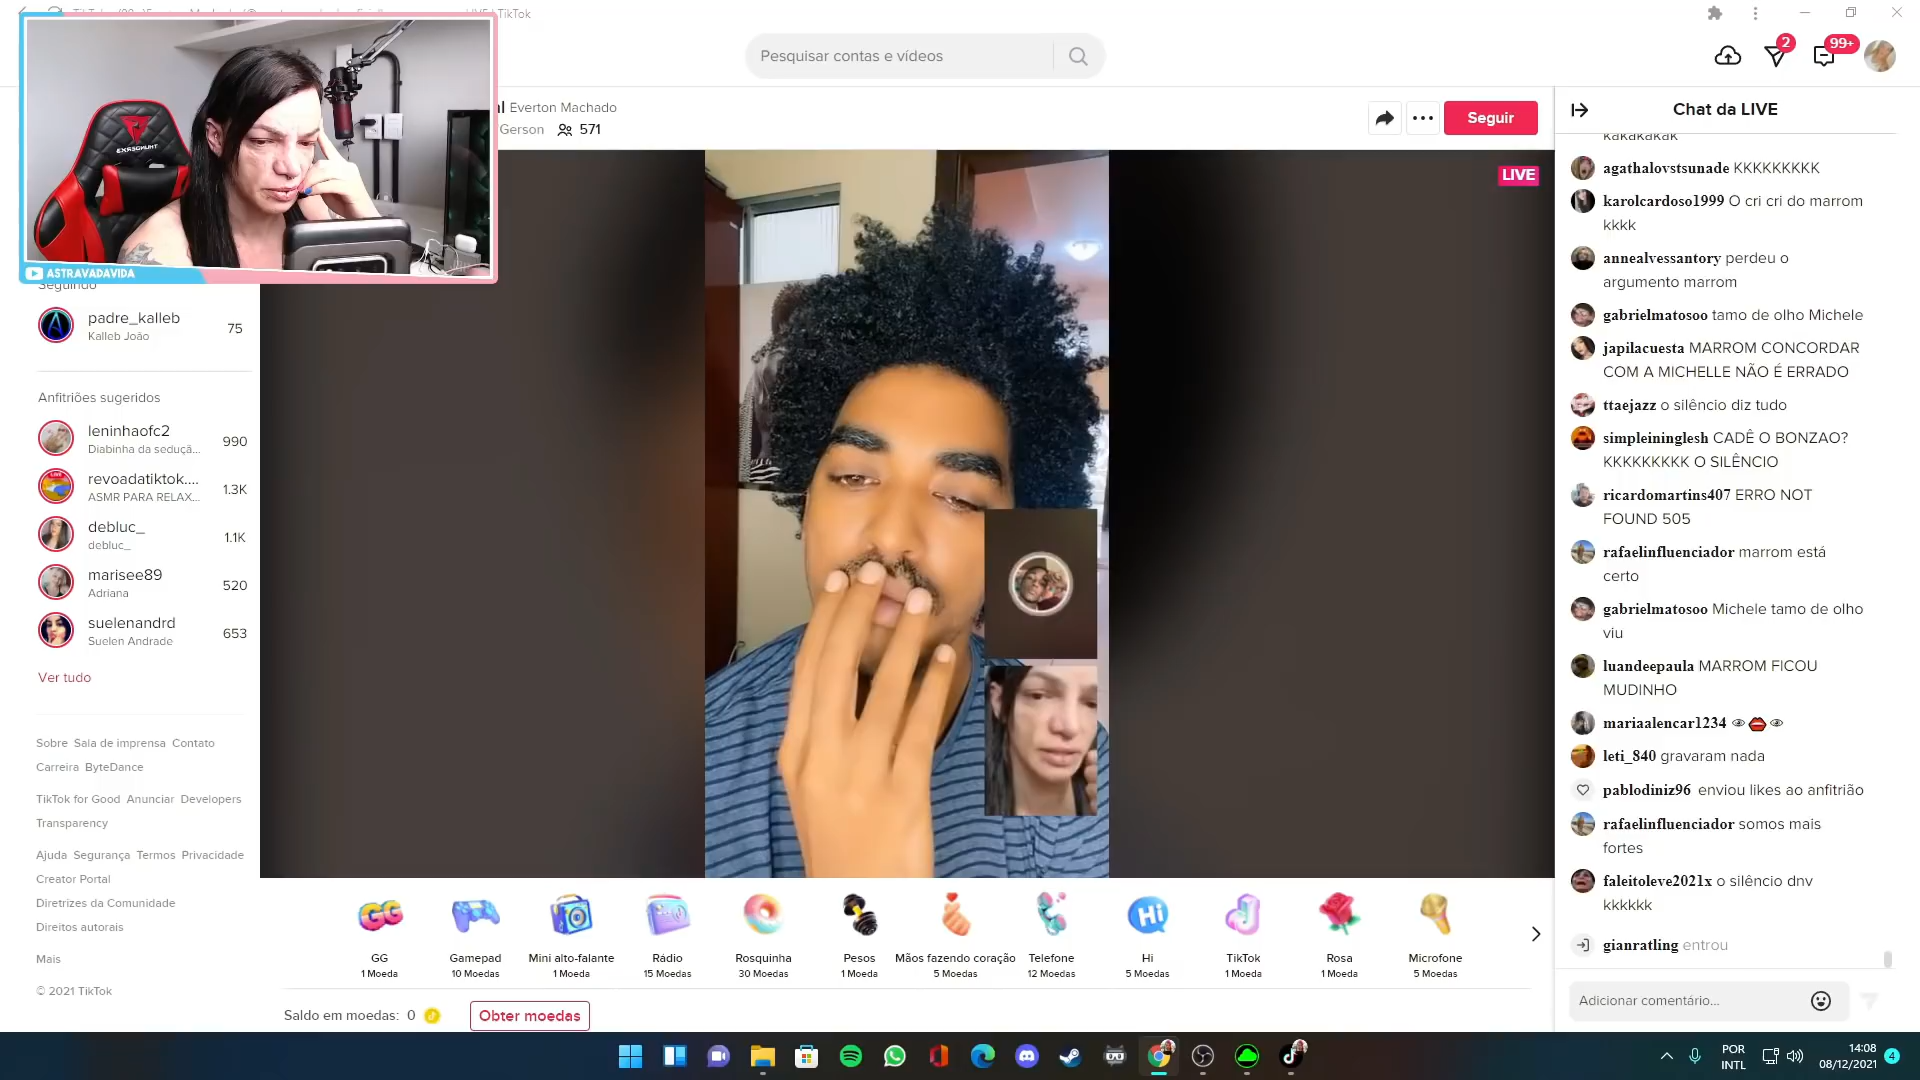 LIVE | TikTok
Pesquisar contas e vídeos
2
99+
Everton Machado
Gerson 571
Seguir
Chat da LIVE
LIVE
THUNDERX3
ASTRAVADAVIDA
Seguindo
padre_kalleb
Kalleb João
75
Anfitriões sugeridos
leninhaofc2
Diabinha da seduçã...
990
revoadatiktok....
ASMR PARA RELAX...
1.3K
debluc_
debluc_
1.1K
marisee89
Adriana
520
suelenandrd
Suelen Andrade
653
Ver tudo
Sobre Sala de imprensa Contato
Carreira ByteDance
TikTok for Good Anunciar Developers
Transparency
Ajuda Segurança Termos Privacidade
Creator Portal
Diretrizes da Comunidade
Direitos autorais
Mais
© 2021 TikTok
GG
1 Moeda
Gamepad
10 Moedas
Mini alto-falante
1 Moeda
Rádio
15 Moedas
Rosquinha
30 Moedas
Pesos
1 Moeda
Mãos fazendo coração
5 Moedas
Telefone
12 Moedas
Hi
5 Moedas
TikTok
1 Moeda
Rosa
1 Moeda
Microfone
5 Moedas
Saldo em moedas: 0
Obter moedas
kakakakak
agathalovstsunade KKKKKKKKK
karolcardoso1999 O cri cri do marrom
kkkk
annealvessantory perdeu o
argumento marrom
gabrielmatosoo tamo de olho Michele
japilacuesta MARROM CONCORDAR
COM A MICHELLE NÃO É ERRADO
ttaejazz o silêncio diz tudo
simpleininglesh CADÊ O BONZAO?
KKKKKKKKK O SILÊNCIO
ricardomartins407 ERRO NOT
FOUND 505
rafaelinfluenciador marrom está
certo
gabrielmatosoo Michele tamo de olho
viu
luandeepaula MARROM FICOU
MUDINHO
mariaalencar1234 👁👄👁
leti_840 gravaram nada
pablodiniz96 enviou likes ao anfitrião
rafaelinfluenciador somos mais
fortes
faleitoleve2021x o silêncio dnv
kkkkkk
gianratling entrou
Adicionar comentário...
POR
INTL
14:08
08/12/2021
4